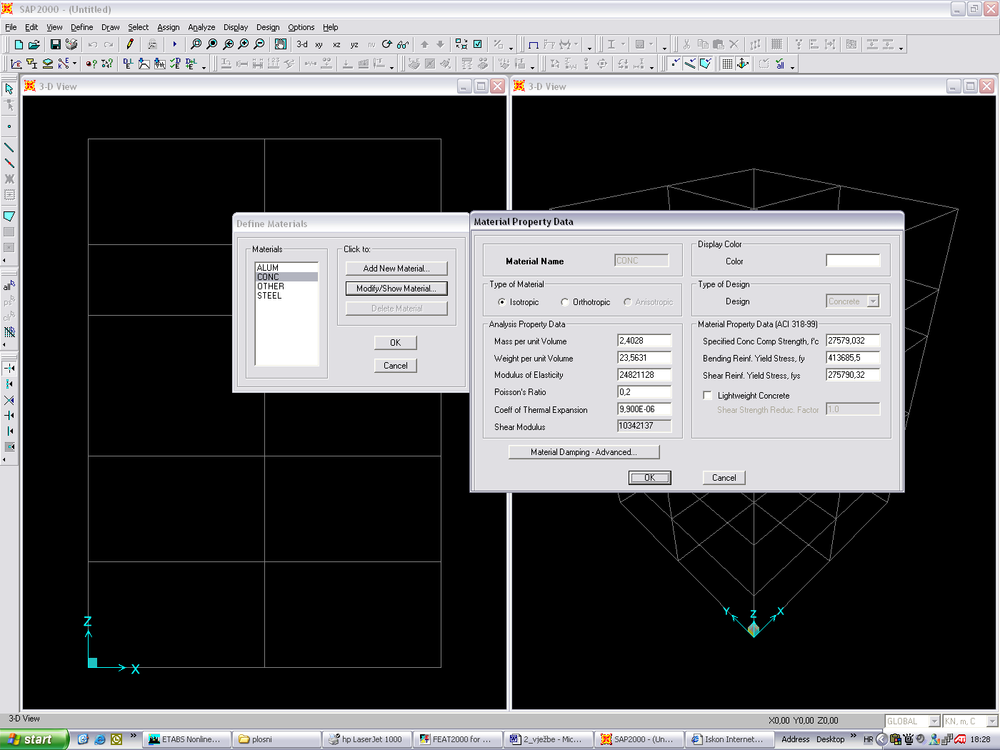 SAP2000 - (Untitled)
File Edit View Define Draw Select Assign Analyze Display Design Options Help
3-d xy xz yz nv
3-D View
3-D View
Define Materials
Materials
ALUM
CONC
OTHER
STEEL
Click to:
Add New Material...
Modify/Show Material...
Delete Material
OK
Cancel
Material Property Data
Material Name CONC
Display Color
Color
Type of Material
Isotropic Orthotropic Anisotropic
Type of Design
Design Concrete
Analysis Property Data
Mass per unit Volume 2,4028
Weight per unit Volume 23,5631
Modulus of Elasticity 24821128
Poisson's Ratio 0,2
Coeff of Thermal Expansion 9,900E-06
Shear Modulus 10342137
Material Property Data (ACI 318-99)
Specified Conc Comp Strength, f'c 27579,032
Bending Reinf. Yield Stress, fy 413685,5
Shear Reinf. Yield Stress, fys 275790,32
Lightweight Concrete
Shear Strength Reduc. Factor 1.0
Material Damping - Advanced...
OK Cancel
all
ps
clr
Z
X
Y Z X
3-D View
X0,00 Y0,00 Z0,00
GLOBAL
KN, m, C
start
ETABS Nonline...
plosni
hp LaserJet 1000
FEAT2000 for ...
2_vježbe - Mic...
SAP2000 - (Un...
Iskon Internet...
Address Desktop
HR
18:28